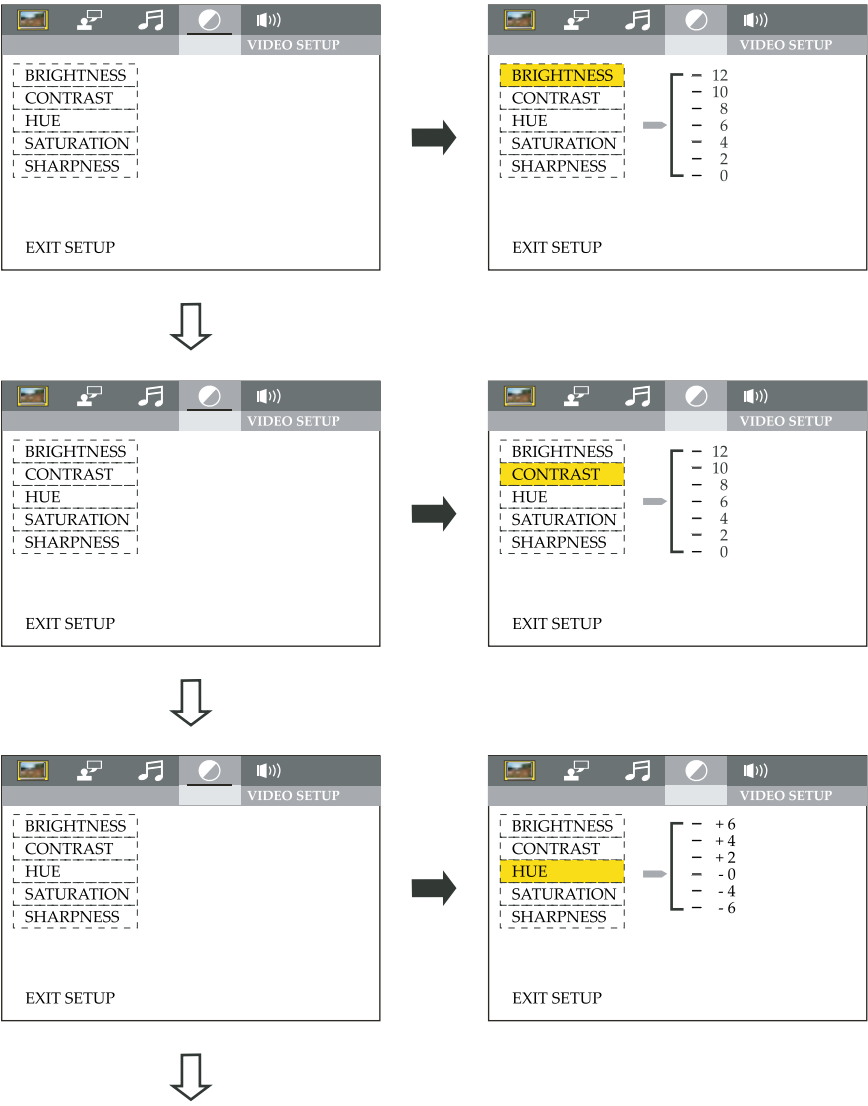 VIDEO SETUP
BRIGHTNESS
CONTRAST
HUE
SATURATION
SHARPNESS
EXIT SETUP
VIDEO SETUP
BRIGHTNESS
CONTRAST
HUE
SATURATION
SHARPNESS
12
10
8
6
4
2
0
EXIT SETUP
VIDEO SETUP
BRIGHTNESS
CONTRAST
HUE
SATURATION
SHARPNESS
EXIT SETUP
VIDEO SETUP
BRIGHTNESS
CONTRAST
HUE
SATURATION
SHARPNESS
12
10
8
6
4
2
0
EXIT SETUP
VIDEO SETUP
BRIGHTNESS
CONTRAST
HUE
SATURATION
SHARPNESS
EXIT SETUP
VIDEO SETUP
BRIGHTNESS
CONTRAST
HUE
SATURATION
SHARPNESS
+ 6
+ 4
+ 2
- 0
- 4
- 6
EXIT SETUP